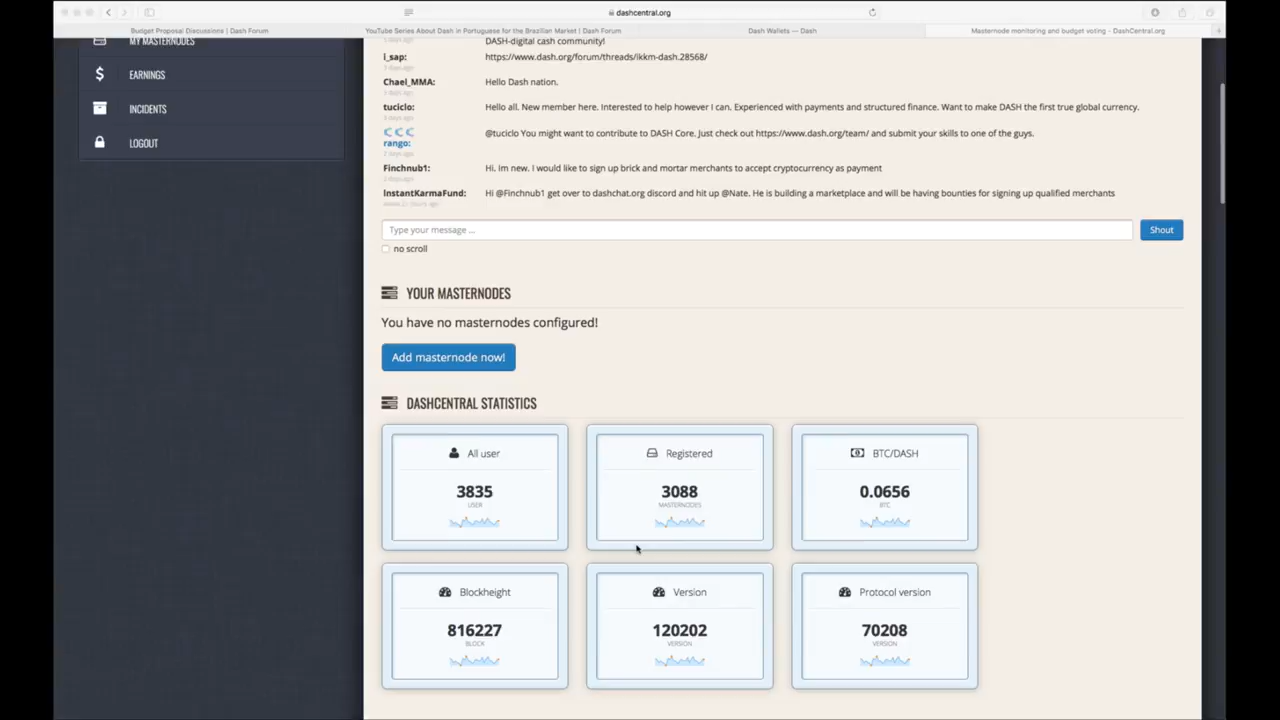 dashcentral.org
Budget Proposal Discussions | Dash Forum
YouTube Series About Dash in Portuguese for the Brazilian Market | Dash Forum
Dash Wallets — Dash
Masternode monitoring and budget voting - DashCentral.org
MY MASTERNODES
EARNINGS
INCIDENTS
LOGOUT
DASH-digital cash community!
i_sap:
https://www.dash.org/forum/threads/ikkm-dash.28568/
Chael_MMA:
Hello Dash nation.
tuciclo:
Hello all. New member here. Interested to help however I can. Experienced with payments and structured finance. Want to make DASH the first true global currency.
rango:
@tuciclo You might want to contribute to DASH Core. Just check out https://www.dash.org/team/ and submit your skills to one of the guys.
Finchnub1:
Hi. im new. I would like to sign up brick and mortar merchants to accept cryptocurrency as payment
InstantKarmaFund:
Hi @Finchnub1 get over to dashchat.org discord and hit up @Nate. He is building a marketplace and will be having bounties for signing up qualified merchants
Type your message ...
Shout
no scroll
YOUR MASTERNODES
You have no masternodes configured!
Add masternode now!
DASHCENTRAL STATISTICS
All user
3835
USER
Registered
3088
MASTERNODES
BTC/DASH
0.0656
BTC
Blockheight
816227
BLOCK
Version
120202
VERSION
Protocol version
70208
VERSION